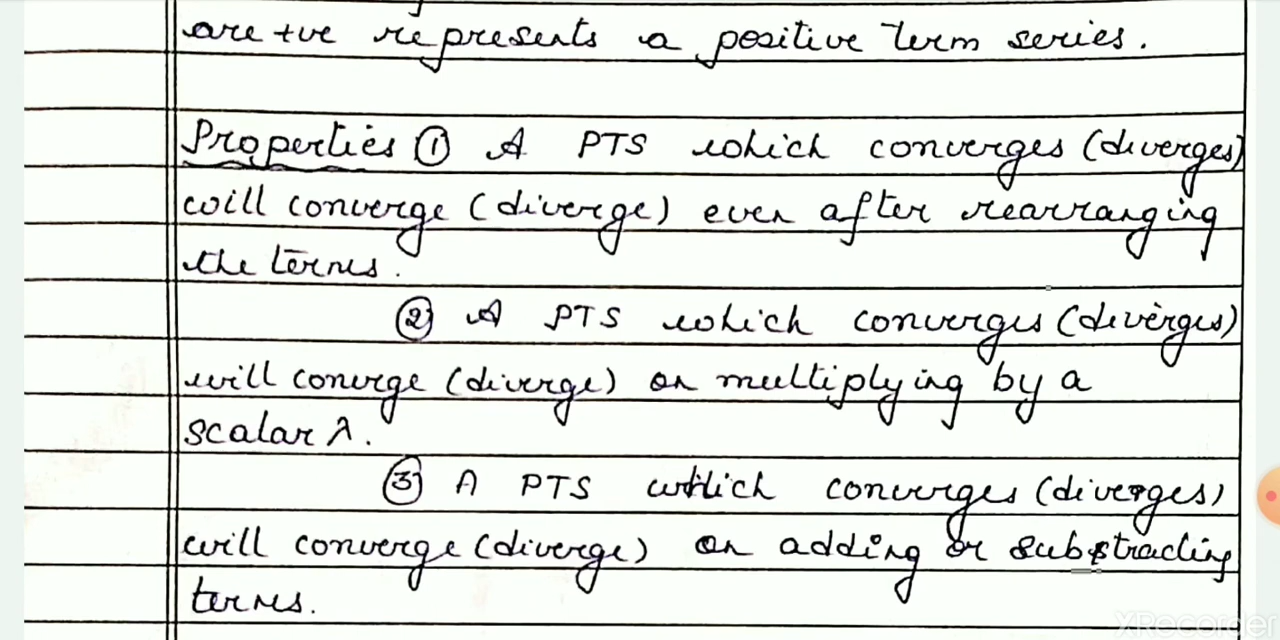 are +ve represents a positive term series.
Properties ① A PTS which converges (diverges)
will converge (diverge) even after rearranging
the terms.
② A PTS which converges (diverges)
will converge (diverge) on multiplying by a
scalar λ.
③ A PTS which converges (diverges)
will converge (diverge) on adding or substracting
terms.
XRecorder